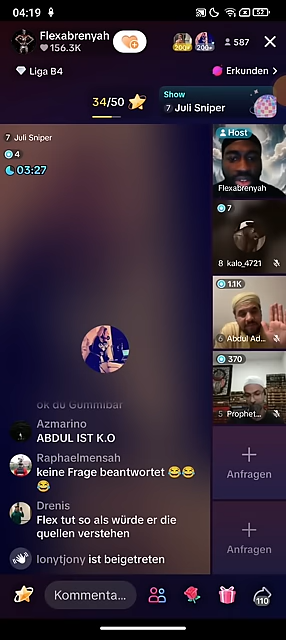 04:19
52
Flexabrenyah
156.3K
200+
200+
587
Liga B4
Erkunden
34/50
Show
7 Juli Sniper
7 Juli Sniper
4
03:27
Host
Flexabrenyah
7
8 kalo_4721
1.1K
6 Abdul Ad...
370
5 Prophet...
Anfragen
Anfragen
ok du Gummibär
Azmarino
ABDUL IST K.O
Raphaelmensah
keine Frage beantwortet 😂😂
😂
Drenis
Flex tut so als würde er die
quellen verstehen
lonytjony ist beigetreten
Kommenta...
110